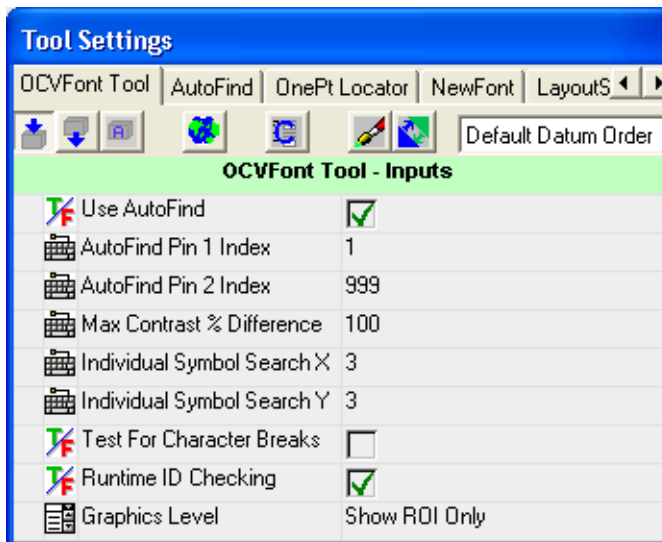 Tool Settings
OCVFont Tool AutoFind OnePt Locator NewFont LayoutS
A Default Datum Order
OCVFont Tool - Inputs
T/F Use AutoFind
AutoFind Pin 1 Index 1
AutoFind Pin 2 Index 999
Max Contrast % Difference 100
Individual Symbol Search X 3
Individual Symbol Search Y 3
T/F Test For Character Breaks
T/F Runtime ID Checking
Graphics Level Show ROI Only